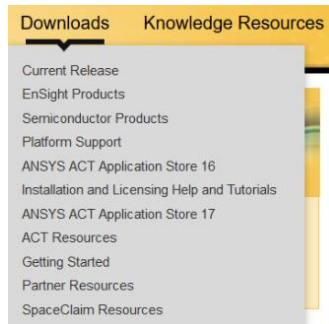 Downloads Knowledge Resources
Current Release
EnSight Products
Semiconductor Products
Platform Support
ANSYS ACT Application Store 16
Installation and Licensing Help and Tutorials
ANSYS ACT Application Store 17
ACT Resources
Getting Started
Partner Resources
SpaceClaim Resources